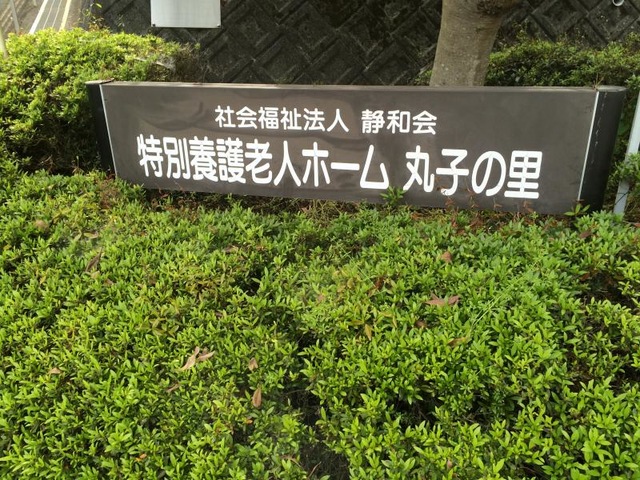 社会福祉法人 静和会
特別養護老人ホーム 丸子の里